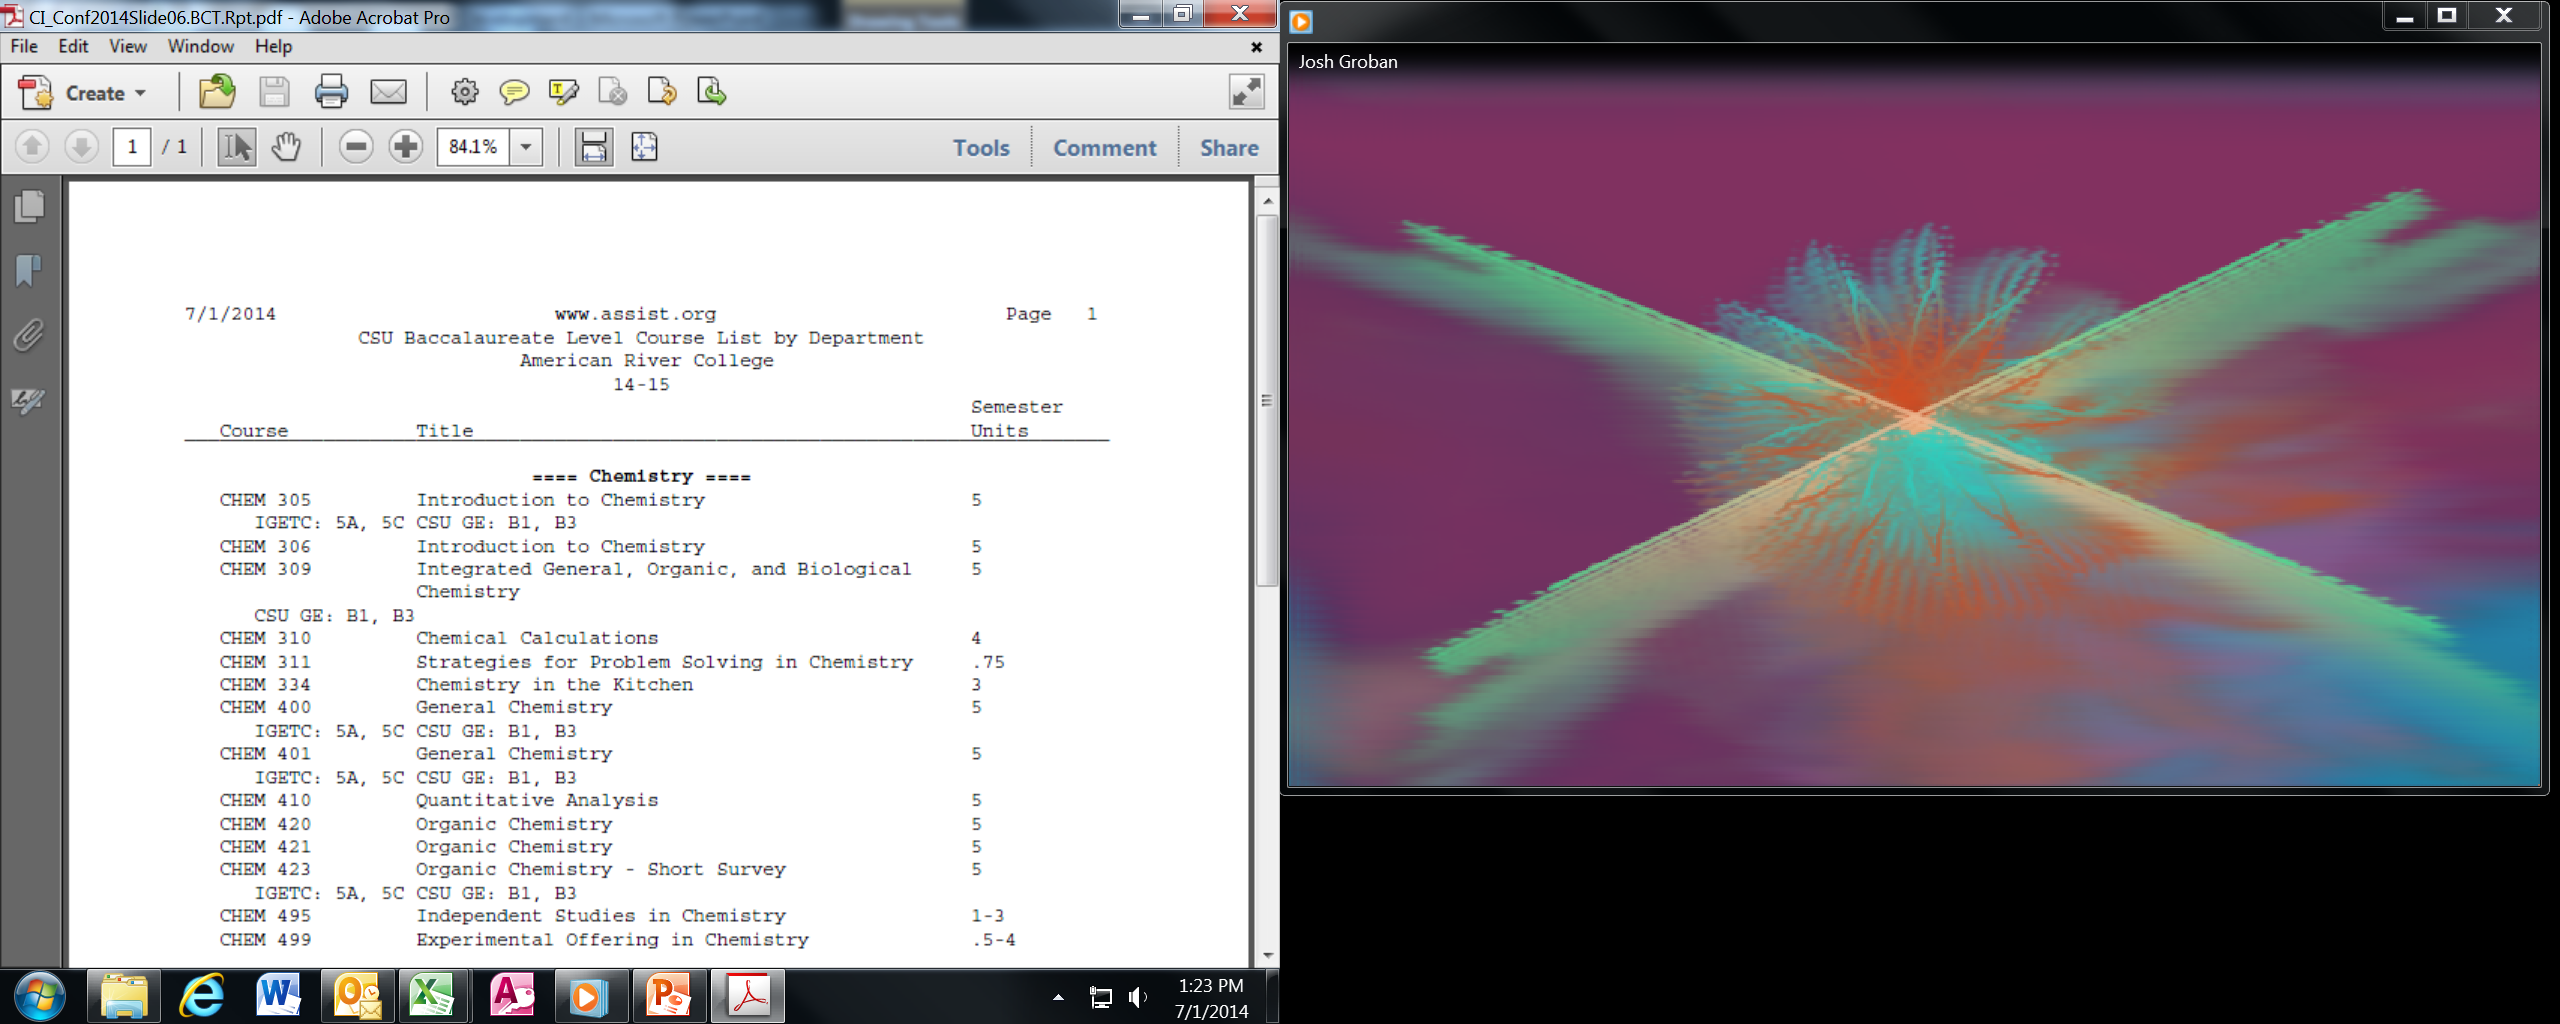 CI_Conf2014Slide06.BCT.Rpt.pdf - Adobe Acrobat Pro
File Edit View Window Help
Create
1 / 1 84.1% Tools Comment Share
7/1/2014 www.assist.org Page 1
CSU Baccalaureate Level Course List by Department
American River College
14-15
Semester
Course Title Units
==== Chemistry ====
CHEM 305 Introduction to Chemistry 5
IGETC: 5A, 5C CSU GE: B1, B3
CHEM 306 Introduction to Chemistry 5
CHEM 309 Integrated General, Organic, and Biological 5
Chemistry
CSU GE: B1, B3
CHEM 310 Chemical Calculations 4
CHEM 311 Strategies for Problem Solving in Chemistry .75
CHEM 334 Chemistry in the Kitchen 3
CHEM 400 General Chemistry 5
IGETC: 5A, 5C CSU GE: B1, B3
CHEM 401 General Chemistry 5
IGETC: 5A, 5C CSU GE: B1, B3
CHEM 410 Quantitative Analysis 5
CHEM 420 Organic Chemistry 5
CHEM 421 Organic Chemistry 5
CHEM 423 Organic Chemistry - Short Survey 5
IGETC: 5A, 5C CSU GE: B1, B3
CHEM 495 Independent Studies in Chemistry 1-3
CHEM 499 Experimental Offering in Chemistry .5-4
1:23 PM
7/1/2014
Josh Groban